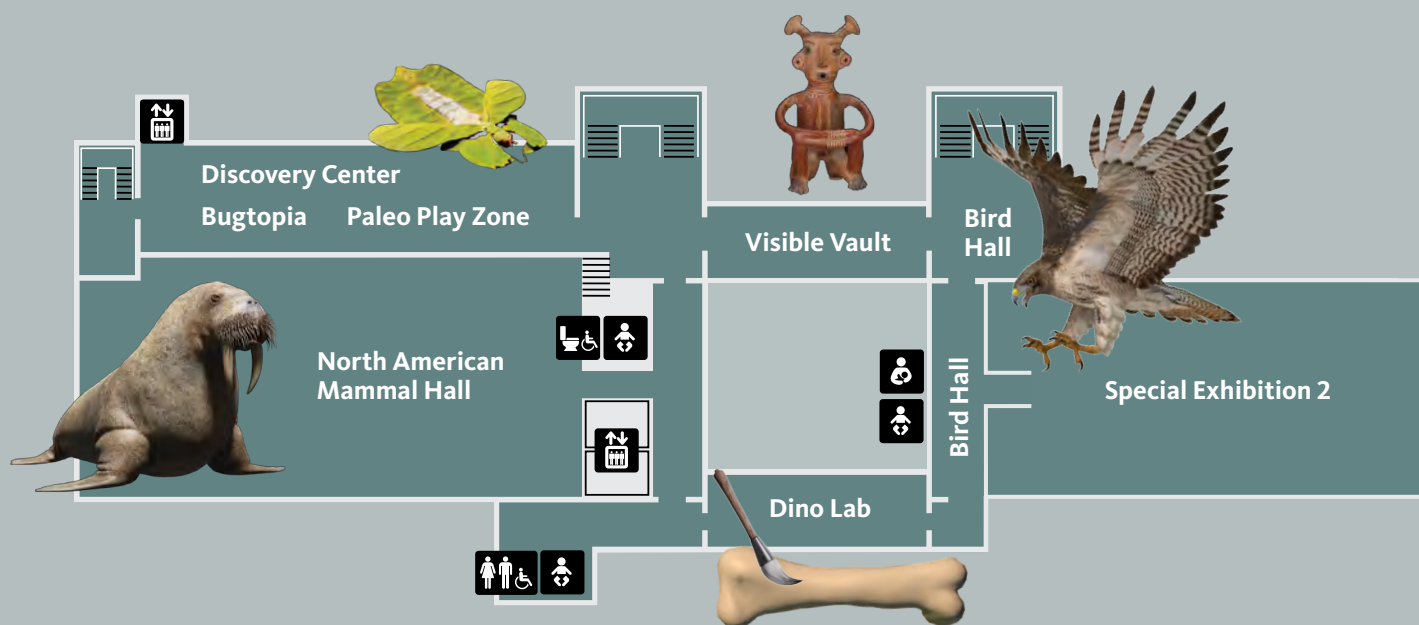 Discovery Center
Bugtopia
Paleo Play Zone
Visible Vault
Bird
Hall
North American
Mammal Hall
Bird Hall
Special Exhibition 2
Dino Lab